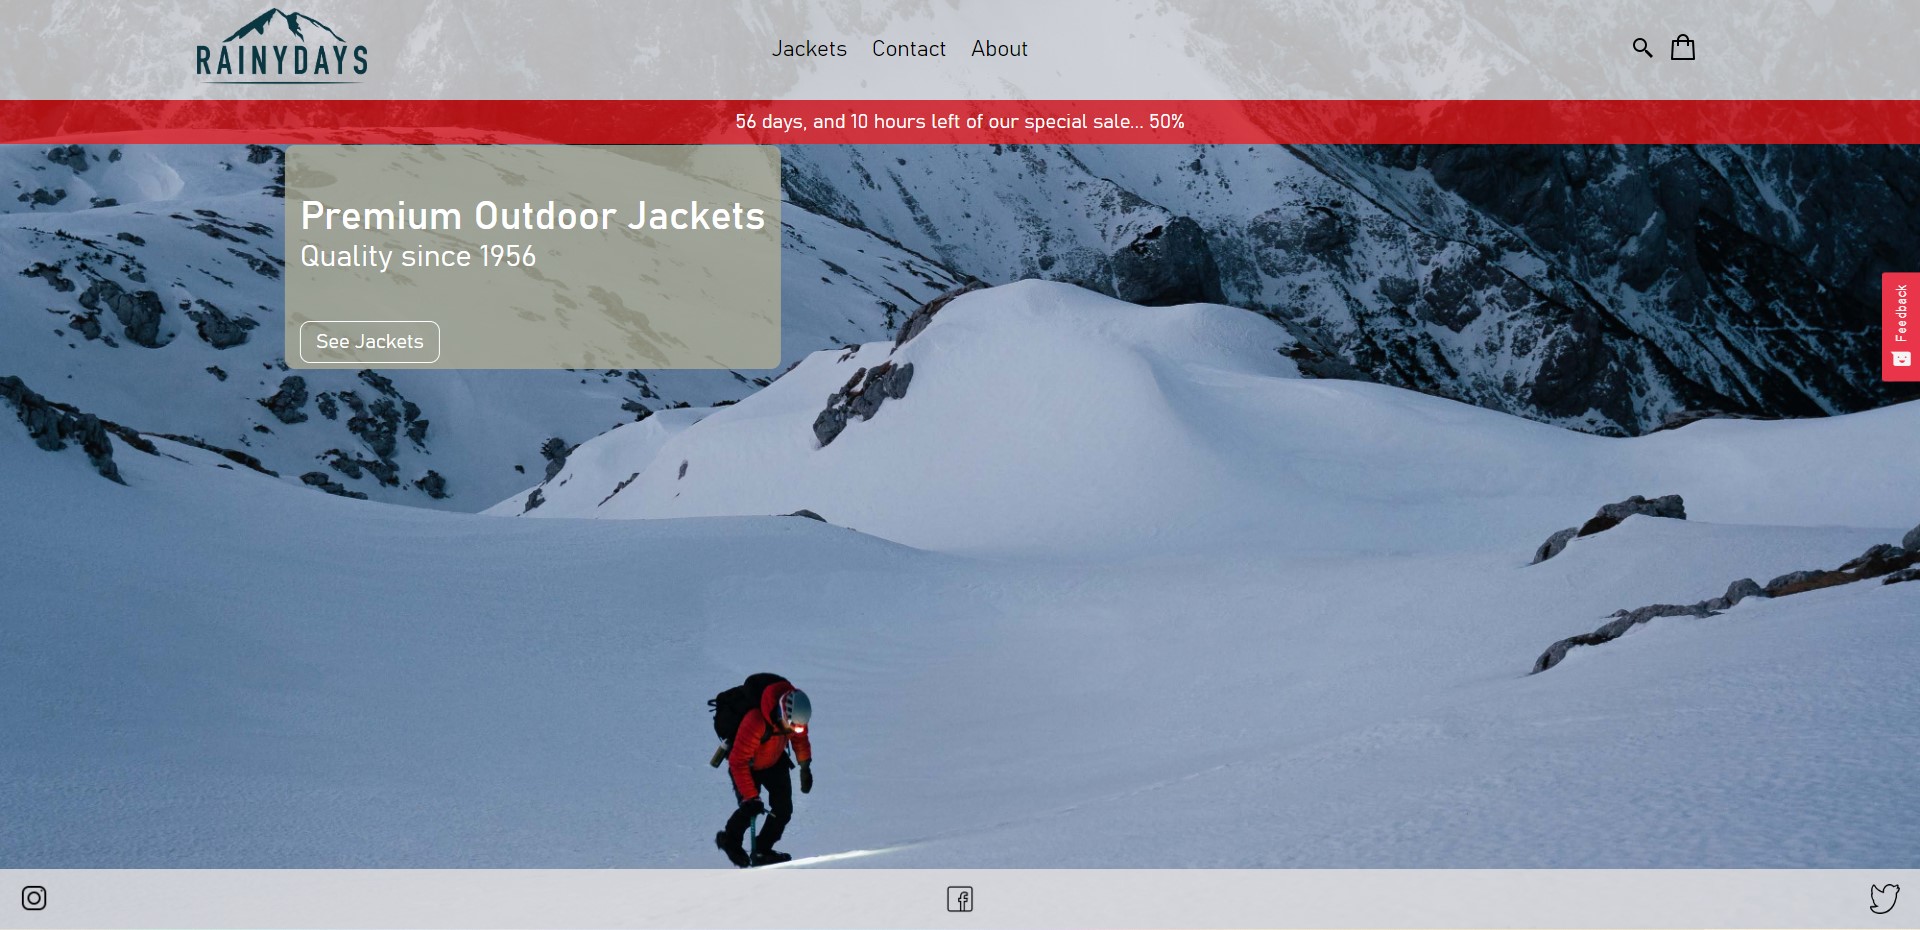 RAINYDAYS
Jackets Contact About
56 days, and 10 hours left of our special sale... 50%
Premium Outdoor Jackets
Quality since 1956
See Jackets
Feedback